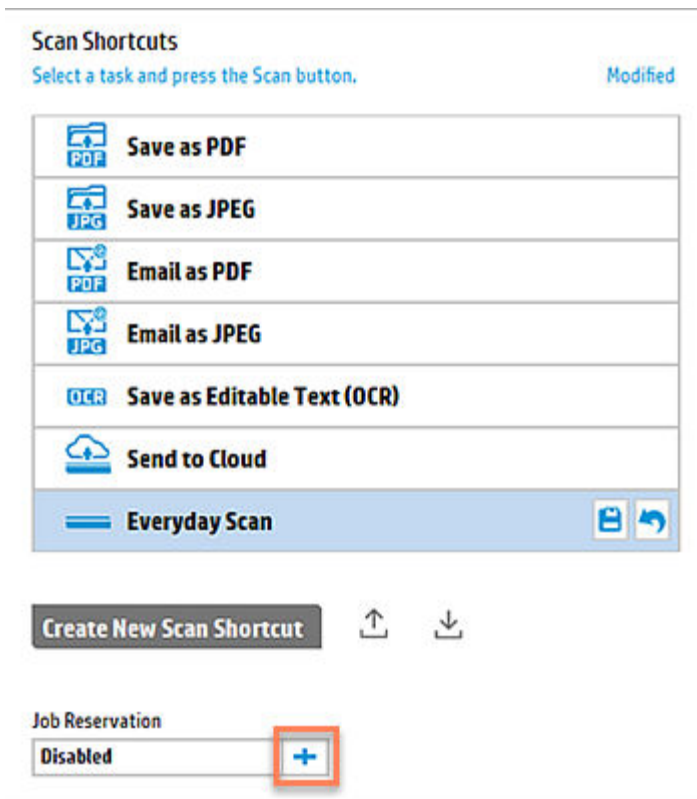 Scan Shortcuts
Select a task and press the Scan button. Modified
PDF Save as PDF
JPG Save as JPEG
PDF Email as PDF
JPG Email as JPEG
OCR Save as Editable Text (OCR)
Send to Cloud
Everyday Scan
Create New Scan Shortcut
Job Reservation
Disabled